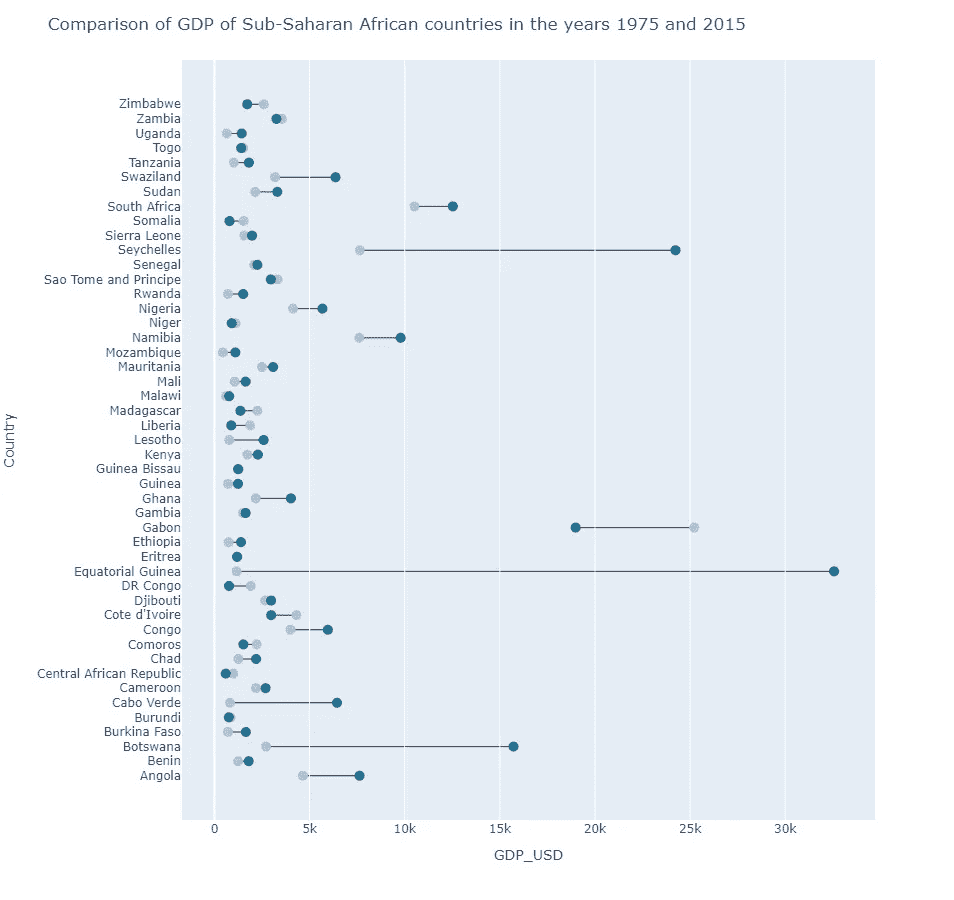 Comparison of GDP of Sub-Saharan African countries in the years 1975 and 2015
Zimbabwe
Zambia
Uganda
Togo
Tanzania
Swaziland
Sudan
South Africa
Somalia
Sierra Leone
Seychelles
Senegal
Sao Tome and Principe
Rwanda
Nigeria
Niger
Namibia
Mozambique
Mauritania
Mali
Malawi
Madagascar
Liberia
Lesotho
Kenya
Guinea Bissau
Guinea
Ghana
Gambia
Gabon
Ethiopia
Eritrea
Equatorial Guinea
DR Congo
Djibouti
Cote d'Ivoire
Congo
Comoros
Chad
Central African Republic
Cameroon
Cabo Verde
Burundi
Burkina Faso
Botswana
Benin
Angola
Country
0 5k 10k 15k 20k 25k 30k
GDP_USD